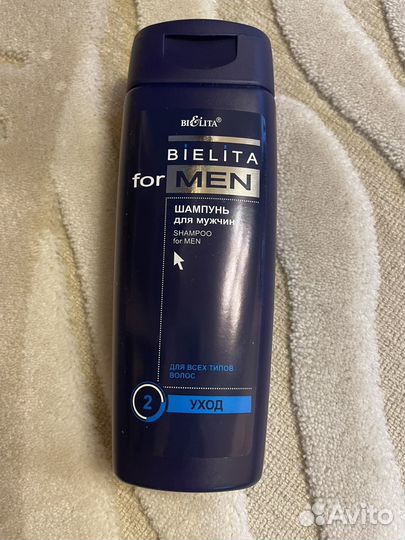 BIELITA®
BIELITA
for MEN
ШАМПУНЬ
для мужчин
SHAMPOO
for MEN
ДЛЯ ВСЕХ ТИПОВ
ВОЛОС
2 УХОД
Avito